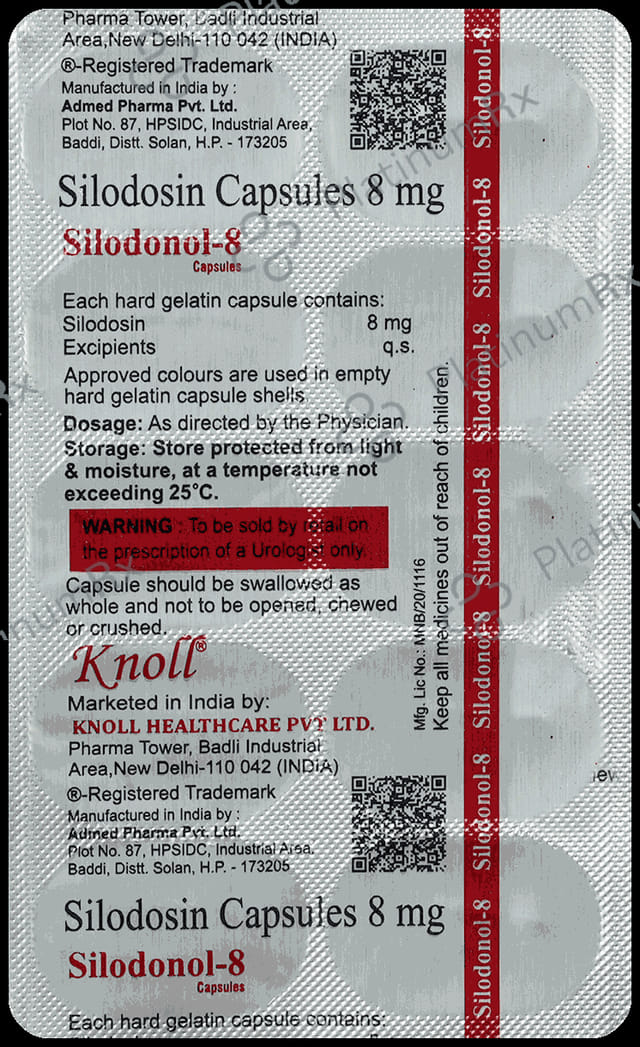 Pharma Tower, Badli Industrial
Area,New Delhi-110 042 (INDIA)
®-Registered Trademark
Manufactured in India by :
Admed Pharma Pvt. Ltd.
Plot No. 87, HPSIDC, Industrial Area,
Baddi, Distt. Solan, H.P. - 173205
Silodosin Capsules 8 mg
Silodonol-8
Capsules
Each hard gelatin capsule contains:
Silodosin 8 mg
Excipients q.s.
Approved colours are used in empty
hard gelatin capsule shells
Dosage: As directed by the Physician.
Storage: Store protected from light
& moisture, at a temperature not
exceeding 25°C.
WARNING : To be sold by retail on
the prescription of a Urologist only.
Capsule should be swallowed as
whole and not to be opened, chewed
or crushed.
Knoll®
Marketed in India by:
KNOLL HEALTHCARE PVT LTD.
Pharma Tower, Badli Industrial
Area,New Delhi-110 042 (INDIA)
®-Registered Trademark
Manufactured in India by :
Admed Pharma Pvt. Ltd.
Plot No. 87, HPSIDC, Industrial Area.
Baddi, Distt. Solan, H.P. - 173205
Silodosin Capsules 8 mg
Silodonol-8
Capsules
Each hard gelatin capsule contains:
Mfg. Lic No.: MNB/20/1116
Keep all medicines out of reach of children.
Silodonol-8
Silodonol-8
Silodonol-8
Silodonol-8
Silodonol-8
Silodonol-8
Silodonol-8
PlatinumRx
PlatinumRx
PlatinumRx